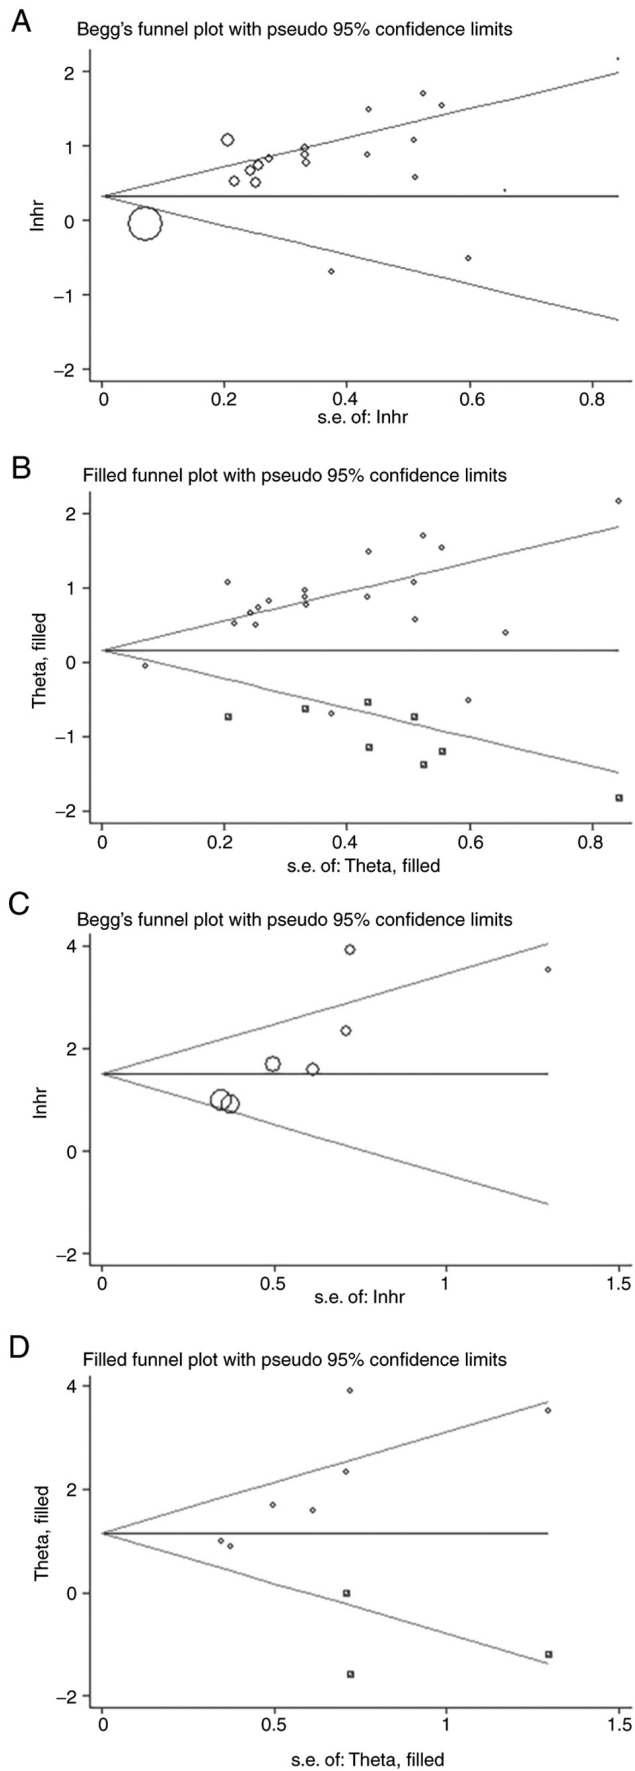 A
Begg's funnel plot with pseudo 95% confidence limits
2
1
0
−1
−2
lnhr
0 0.2 0.4 0.6 0.8
s.e. of: lnhr
B
Filled funnel plot with pseudo 95% confidence limits
2
1
0
−1
−2
Theta, filled
0 0.2 0.4 0.6 0.8
s.e. of: Theta, filled
C
Begg's funnel plot with pseudo 95% confidence limits
4
2
0
−2
lnhr
0 0.5 1 1.5
s.e. of: lnhr
D
Filled funnel plot with pseudo 95% confidence limits
4
2
0
−2
Theta, filled
0 0.5 1 1.5
s.e. of: Theta, filled